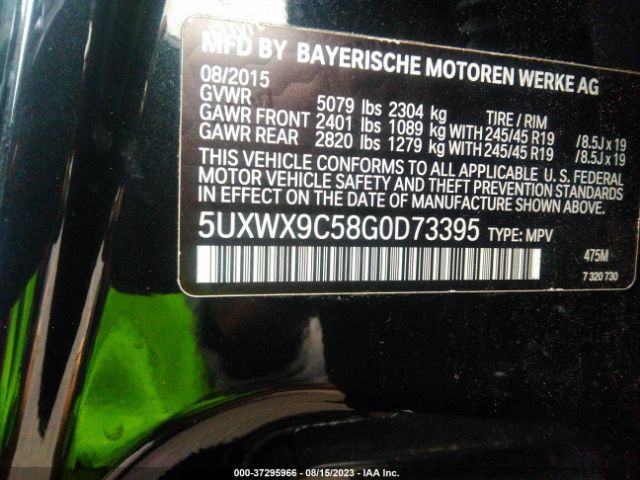 MFD BY BAYERISCHE MOTOREN WERKE AG
08/2015
GVWR 5079 lbs 2304 kg TIRE / RIM
GAWR FRONT 2401 lbs 1089 kg WITH 245/45 R19 /8.5J x 19
GAWR REAR 2820 lbs 1279 kg WITH 245/45 R19 /8.5J x 19
THIS VEHICLE CONFORMS TO ALL APPLICABLE U. S. FEDERAL
MOTOR VEHICLE SAFETY AND THEFT PREVENTION STANDARDS
IN EFFECT ON THE DATE OF MANUFACTURE SHOWN ABOVE.
5UXWX9C58G0D73395 TYPE: MPV
475M
7 320 730
000-37295966 - 08/15/2023 - IAA Inc.